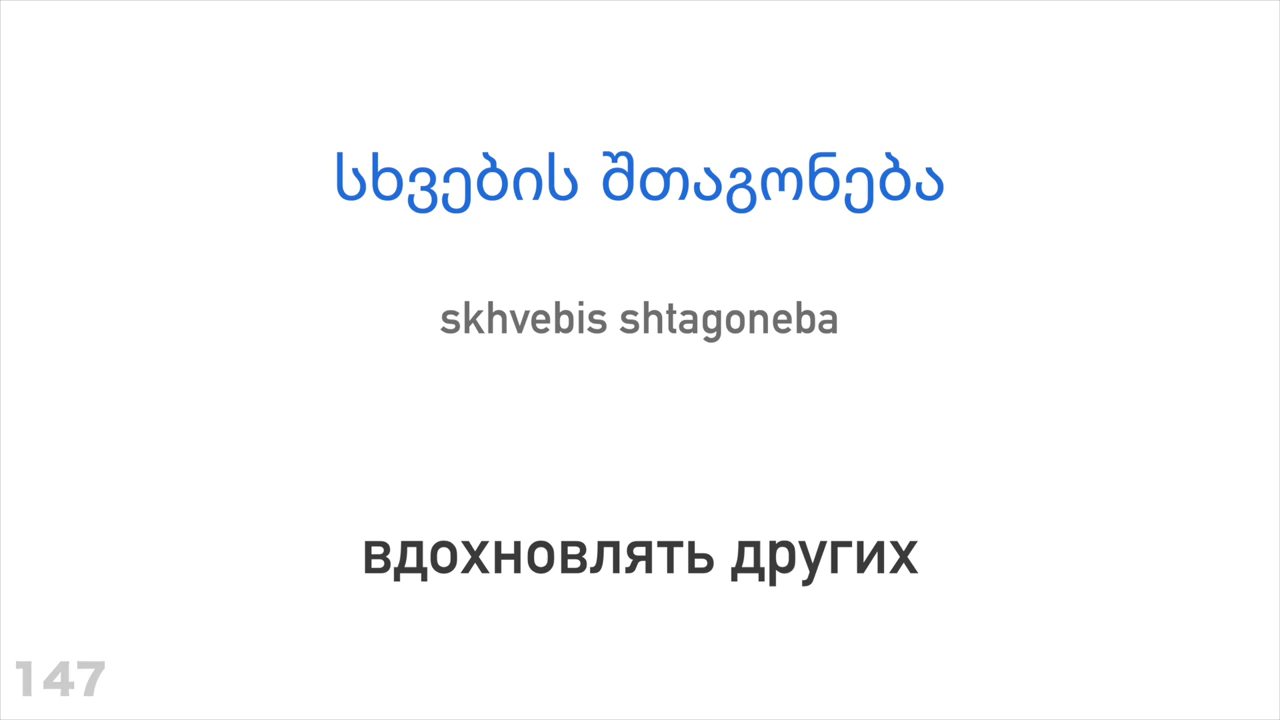 სხვების შთაგონება
skhvebis shtagoneba
вдохновлять других
147